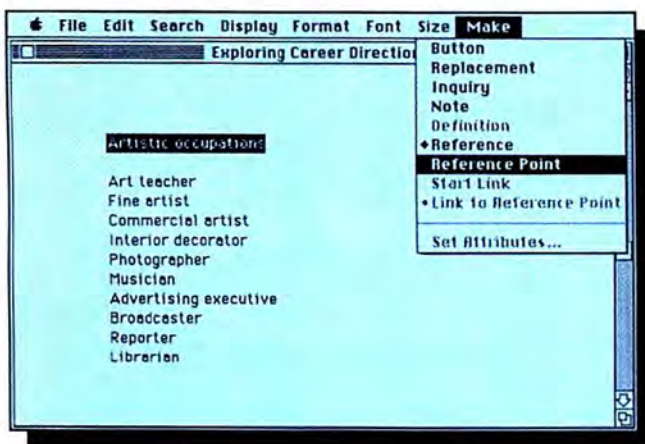 File Edit Search Display Format Font Size Make
Exploring Career Direction
Button
Replacement
Inquiry
Note
Definition
◆Reference
Reference Point
Start Link
◆Link to Reference Point
Set Attributes...
Artistic occupations
Art teacher
Fine artist
Commercial artist
Interior decorator
Photographer
Musician
Advertising executive
Broadcaster
Reporter
Librarian